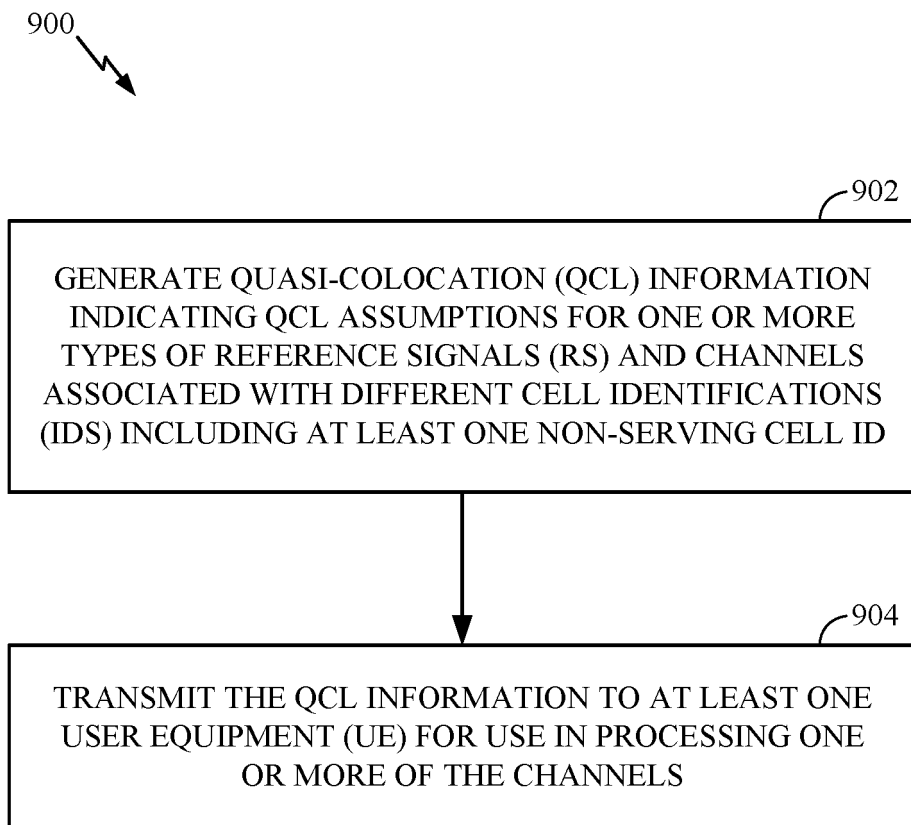 900
902
GENERATE QUASI-COLOCATION (QCL) INFORMATION
INDICATING QCL ASSUMPTIONS FOR ONE OR MORE
TYPES OF REFERENCE SIGNALS (RS) AND CHANNELS
ASSOCIATED WITH DIFFERENT CELL IDENTIFICATIONS
(IDS) INCLUDING AT LEAST ONE NON-SERVING CELL ID
904
TRANSMIT THE QCL INFORMATION TO AT LEAST ONE
USER EQUIPMENT (UE) FOR USE IN PROCESSING ONE
OR MORE OF THE CHANNELS